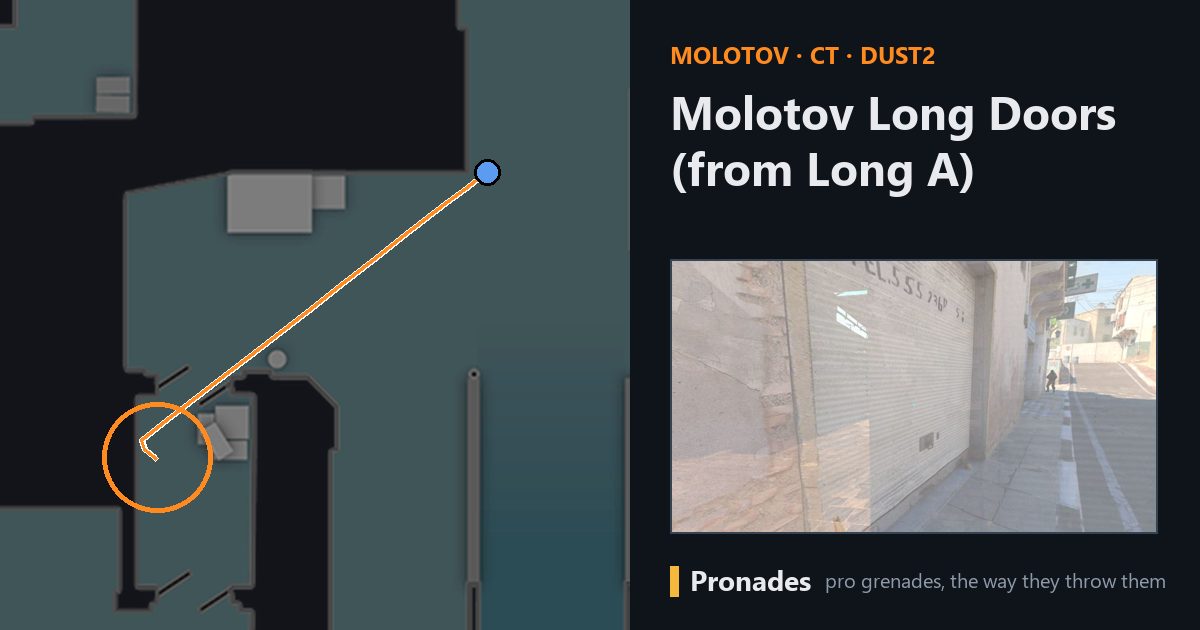 MOLOTOV · CT · DUST2
Molotov Long Doors
(from Long A)
Pronades pro grenades, the way they throw them